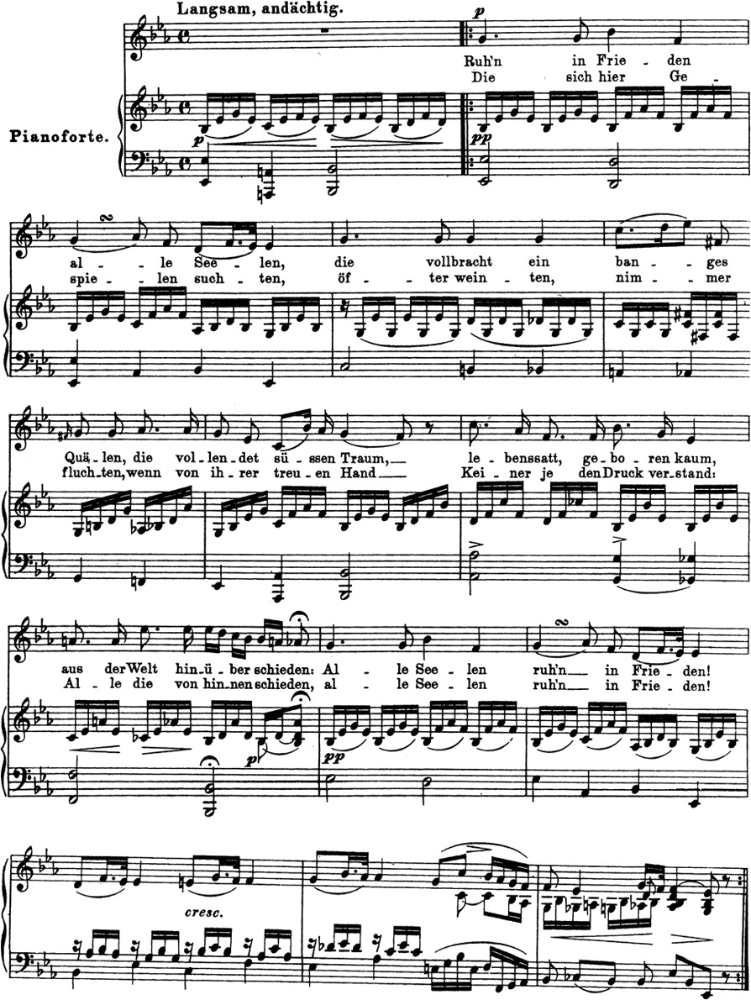 Langsam, andächtig.
p
Ruh'n in Frie - den
Die sich hier Ge -
Pianoforte.
p
pp
al - - le See - - len, die vollbracht ein ban - ges
spie - - len such - - ten, öf - - ter wein - ten, nim - mer
Quä - len, die vol - len - det sü - ssen Traum,
fluch - ten, wenn von ih - rer treu - en Hand
le - benssatt, ge - bo - ren kaum,
Kei - ner je den Druck ver - stand:
aus der Welt hin - ü - ber schieden: Al - le See - len ruh'n in Frie - den!
Al - le die von hin - nen schieden, al - le See - len ruh'n in Frie - den!
p
pp
cresc.